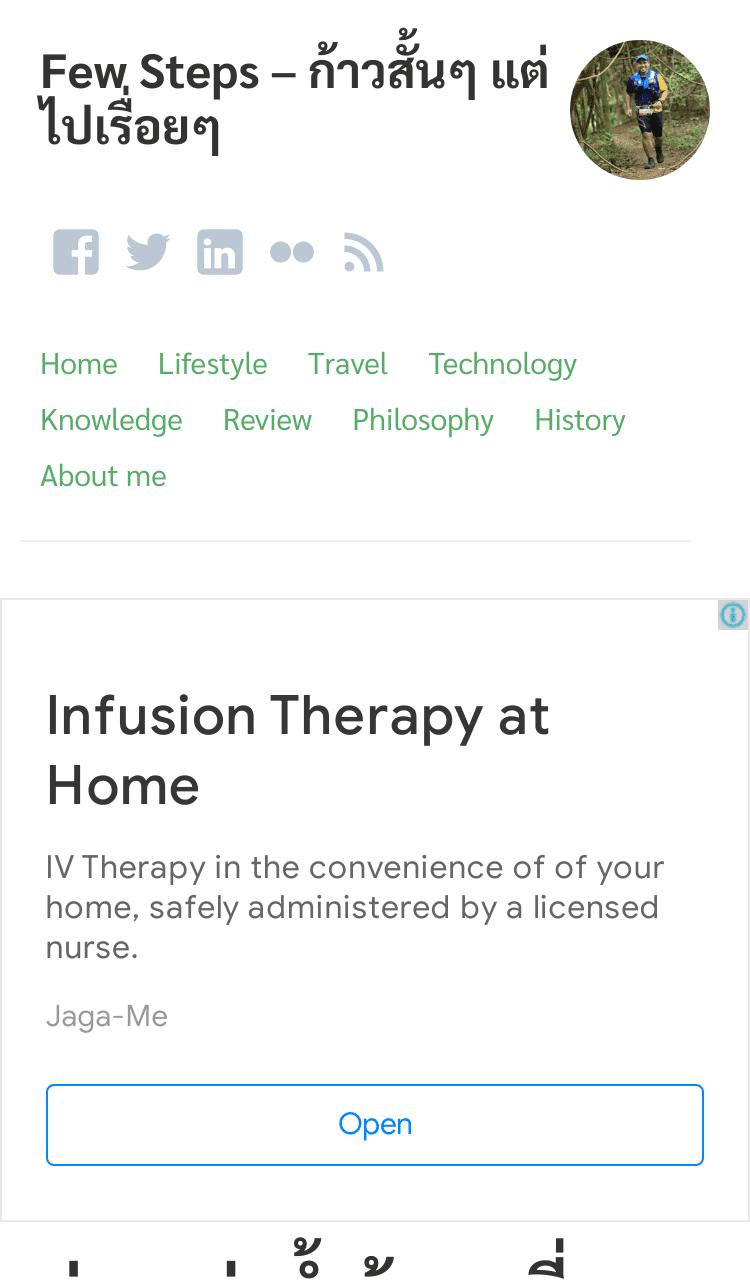 Few Steps – ก้าวสั้นๆ แต่
ไปเรื่อยๆ
Home Lifestyle Travel Technology
Knowledge Review Philosophy History
About me
Infusion Therapy at
Home
IV Therapy in the convenience of of your
home, safely administered by a licensed
nurse.
Jaga-Me
Open